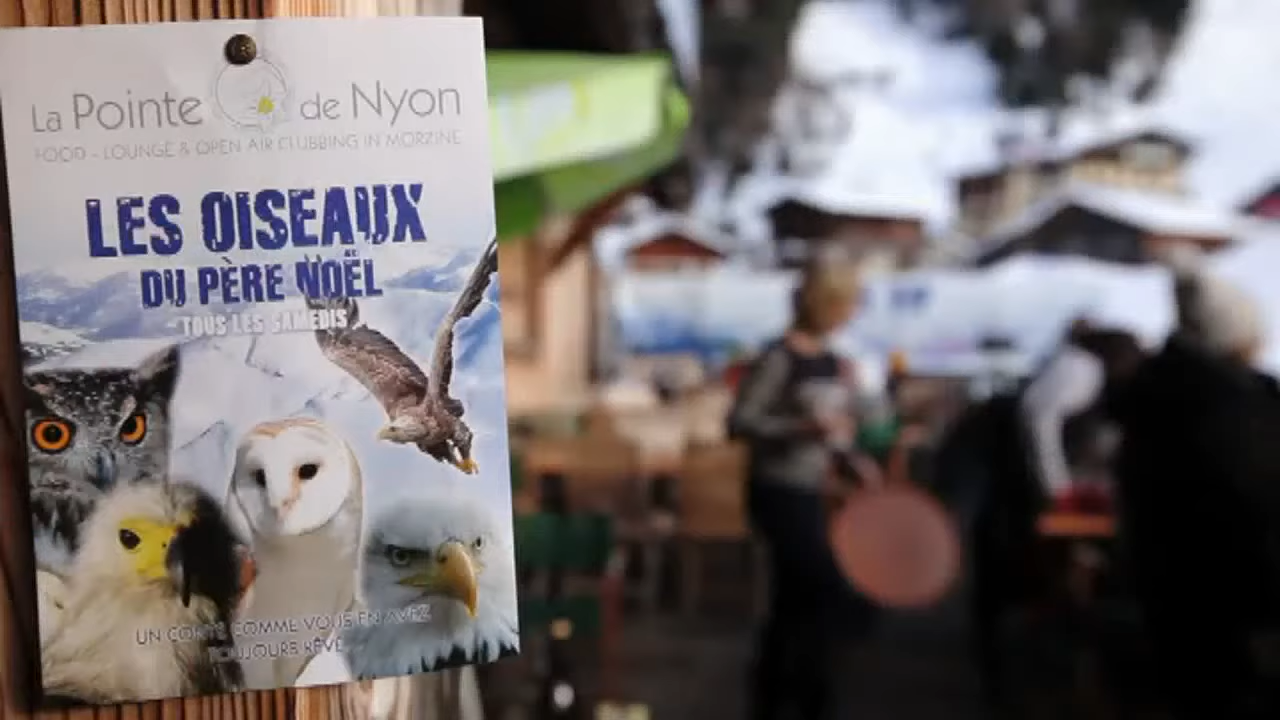 La Pointe de Nyon
FOOD - LOUNGE & OPEN AIR CLUBBING IN MORZINE
LES OISEAUX
DU PÈRE NOËL
TOUS LES SAMEDIS
UN CONTE COMME VOUS EN AVEZ
TOUJOURS RÊVÉ